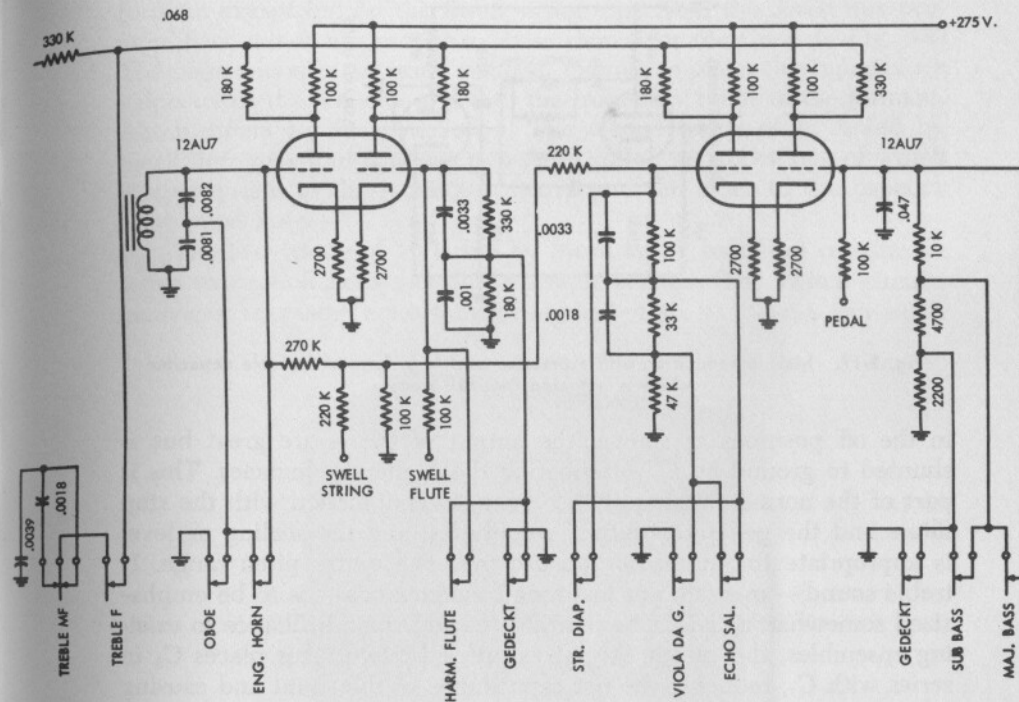 .068
+275 V.
330 K
180 K
100 K
100 K
180 K
180 K
100 K
100 K
330 K
12AU7
12AU7
.0082
.0081
2700
2700
.0033
.001
330 K
180 K
220 K
.0033
.0018
100 K
33 K
47 K
2700
2700
100 K
PEDAL
.047
10 K
4700
2200
270 K
220 K
100 K
100 K
SWELL
STRING
SWELL
FLUTE
.0039
.0018
TREBLE MF
TREBLE F
OBOE
ENG. HORN
HARM. FLUTE
GEDECKT
STR. DIAP.
VIOLA DA G.
ECHO SAL.
GEDECKT
SUB BASS
MAJ. BASS